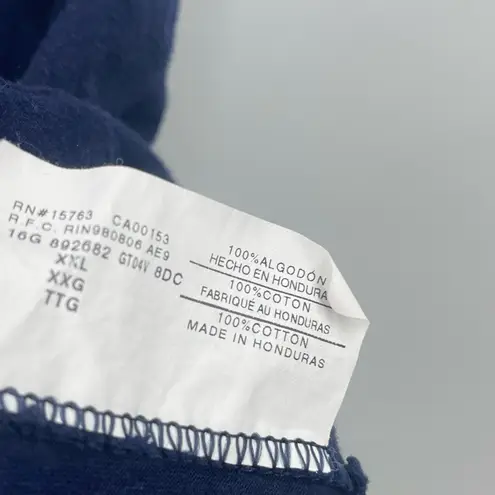 RN#15763 CA00153
R.F.C. RIN980806 AE9
16G 892682 GT04V 8DC
XXL
XXG
TTG
100%ALGODÓN
HECHO EN HONDURA
100%COTON
FABRIQUÉ AU HONDURAS
100%COTTON
MADE IN HONDURAS